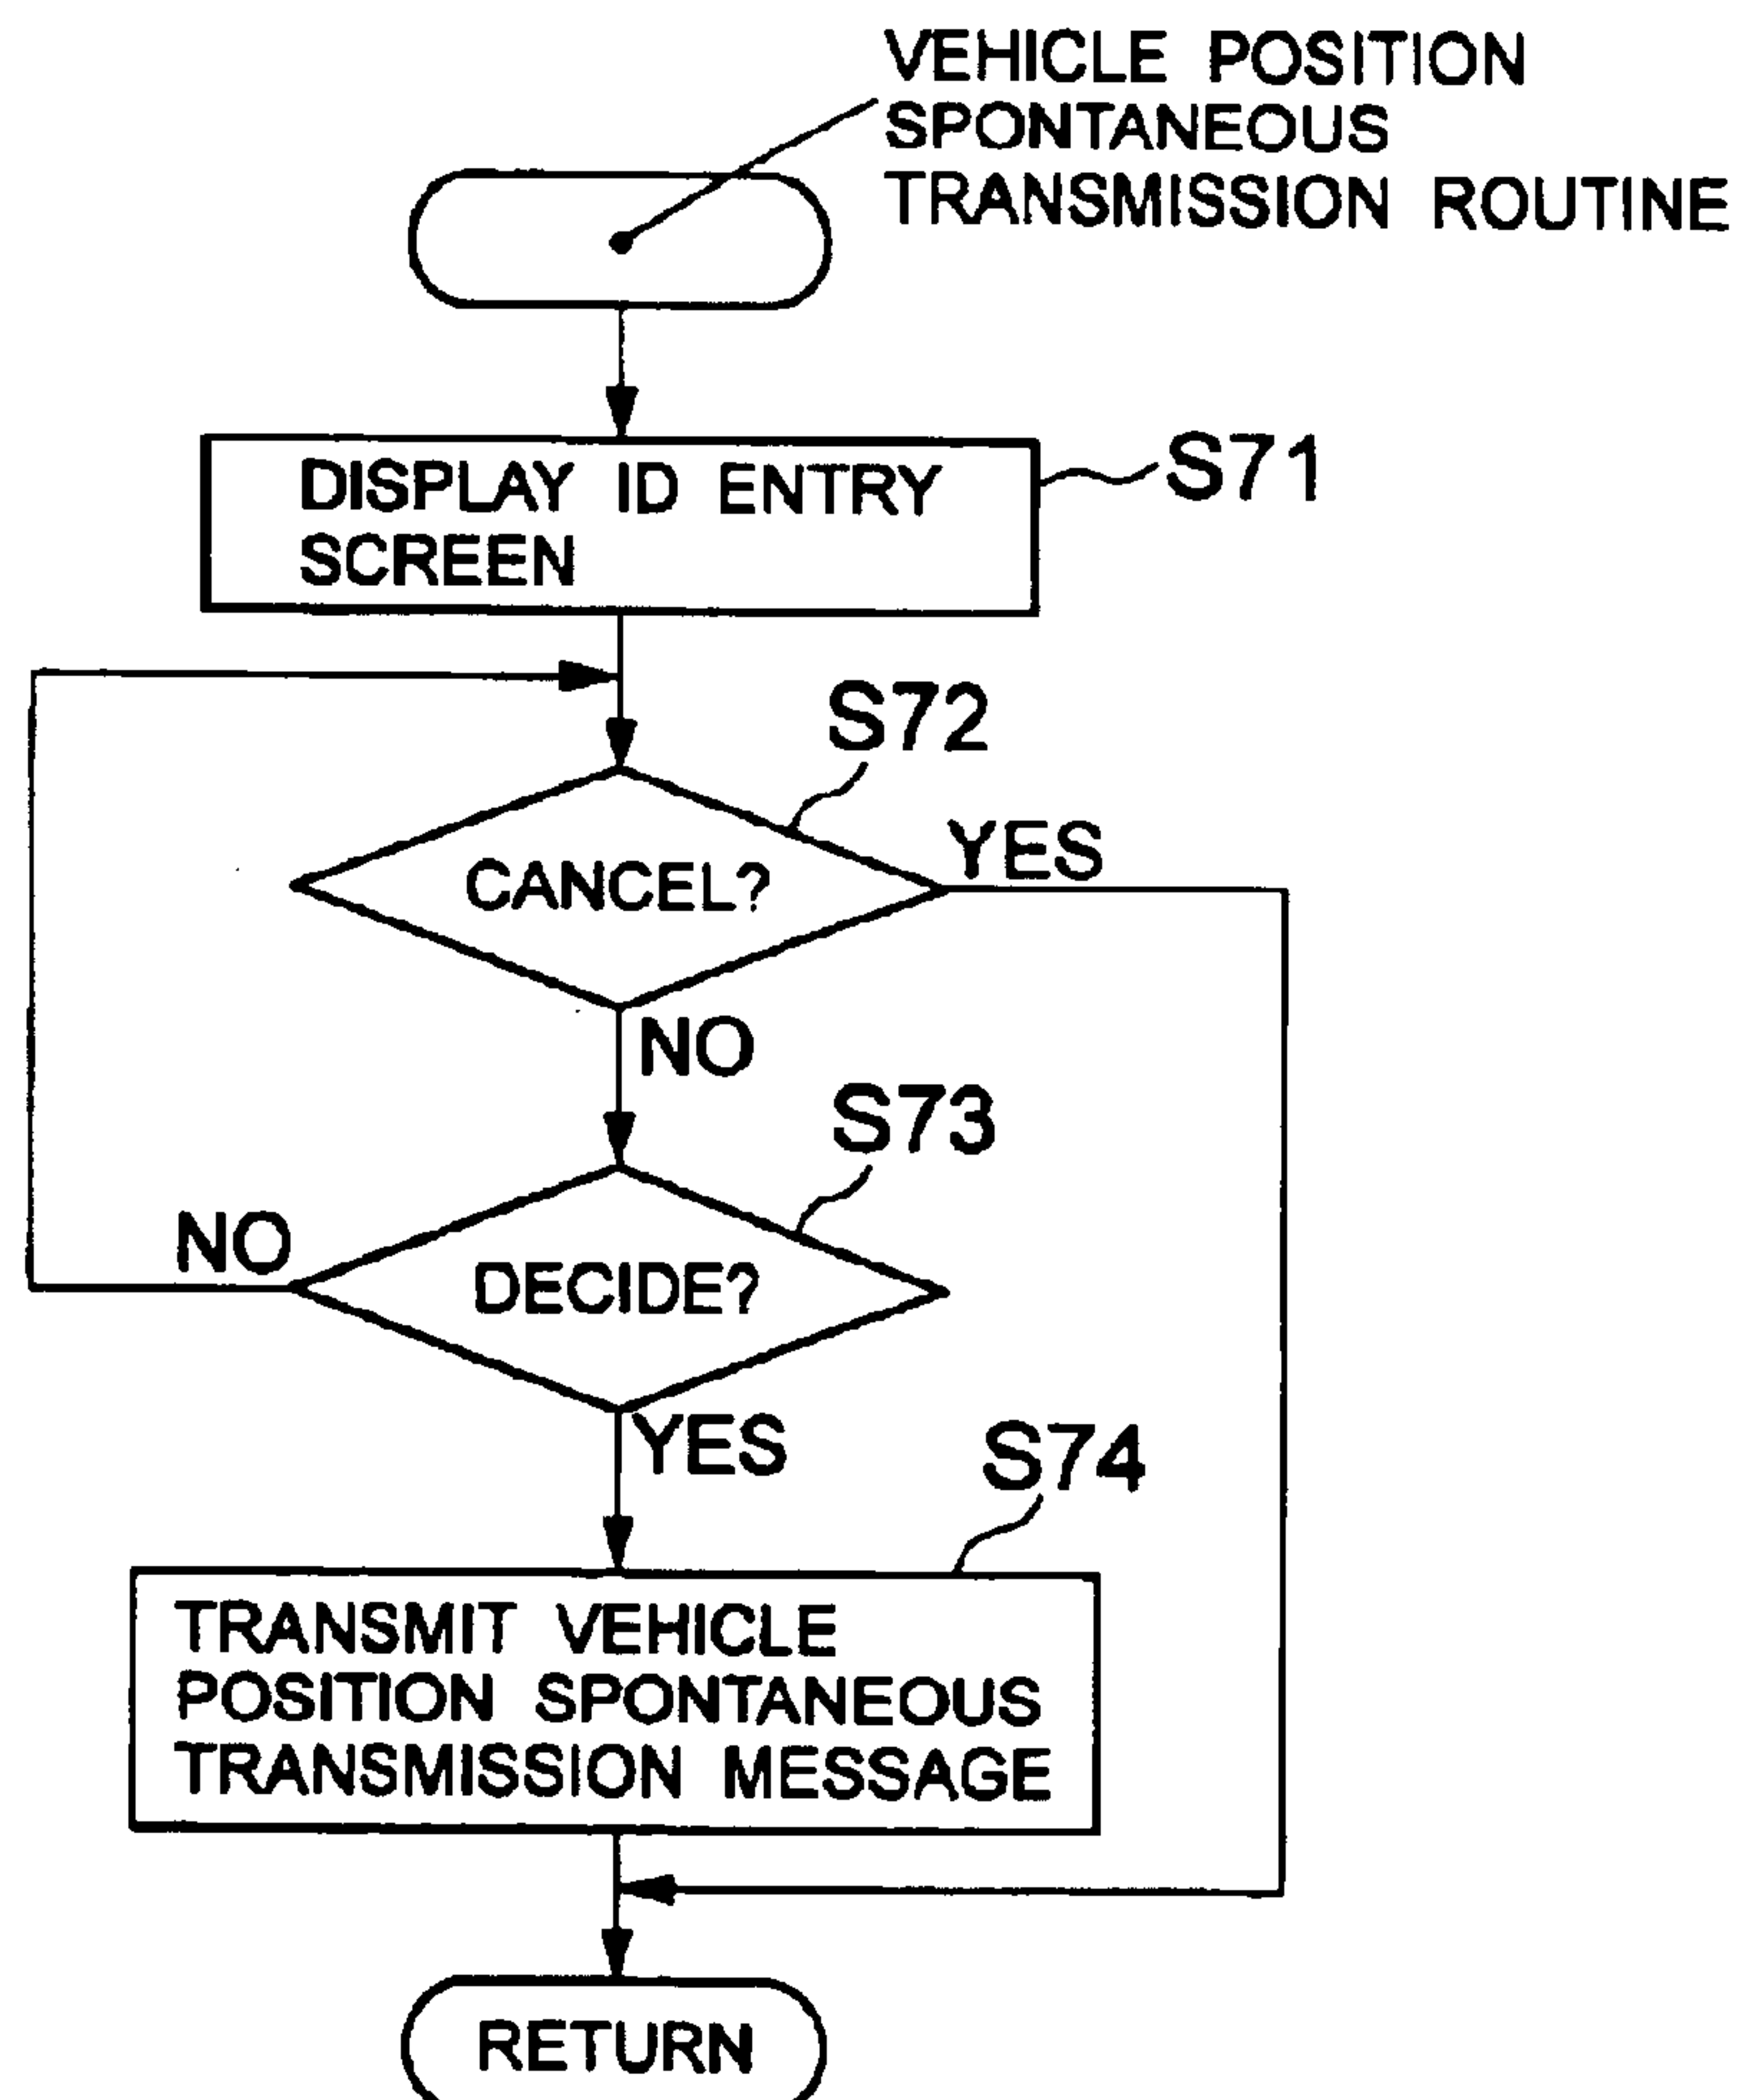 VEHICLE POSITION
SPONTANEOUS
TRANSMISSION ROUTINE
DISPLAY ID ENTRY
SCREEN
S71
S72
CANCEL?
YES
NO
S73
DECIDE?
NO
YES
S74
TRANSMIT VEHICLE
POSITION SPONTANEOUS
TRANSMISSION MESSAGE
RETURN